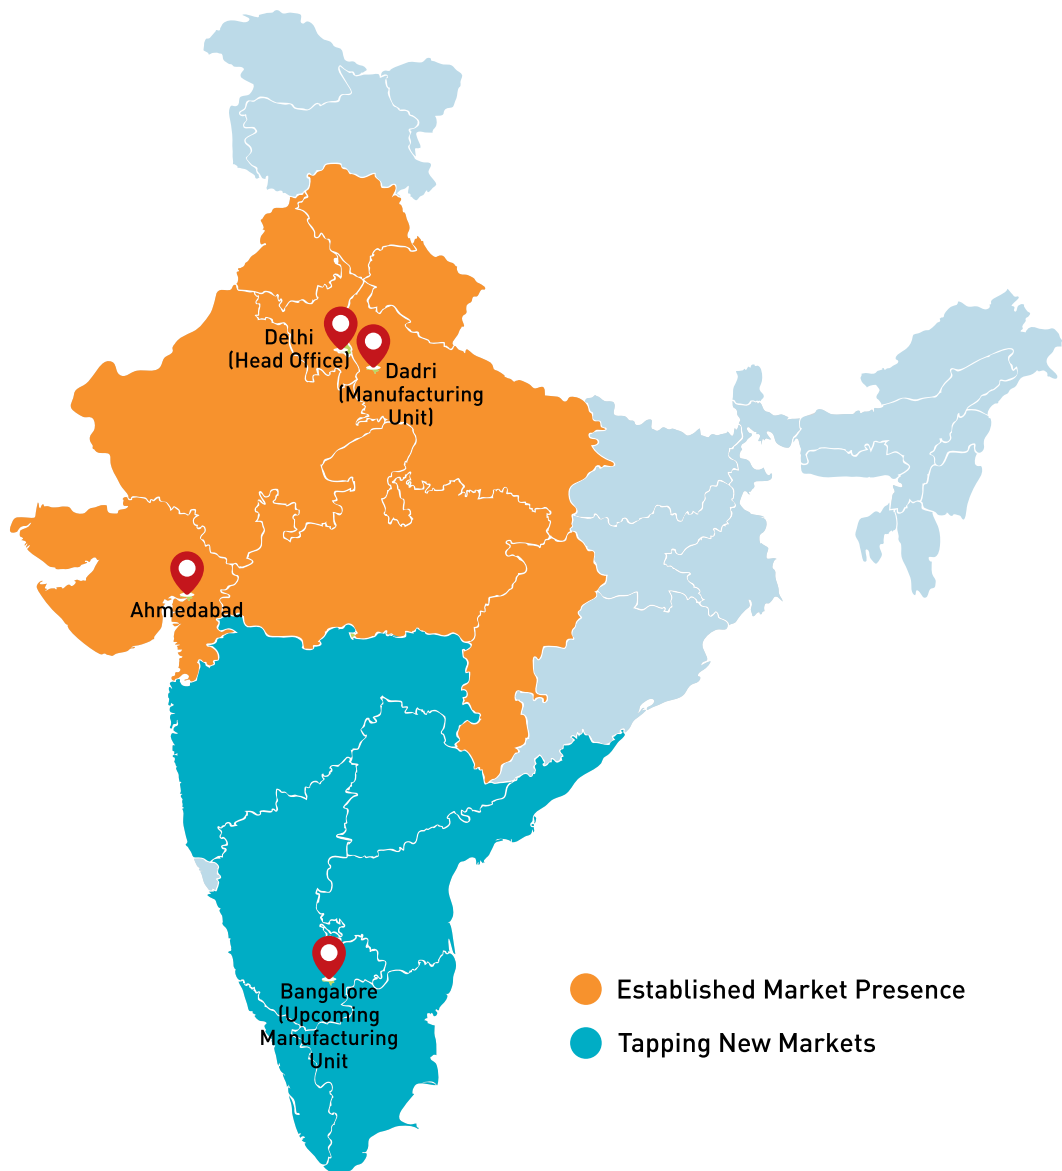 Delhi
(Head Office)
Dadri
(Manufacturing
Unit)
Ahmedabad
Bangalore
(Upcoming
Manufacturing
Unit
Established Market Presence
Tapping New Markets